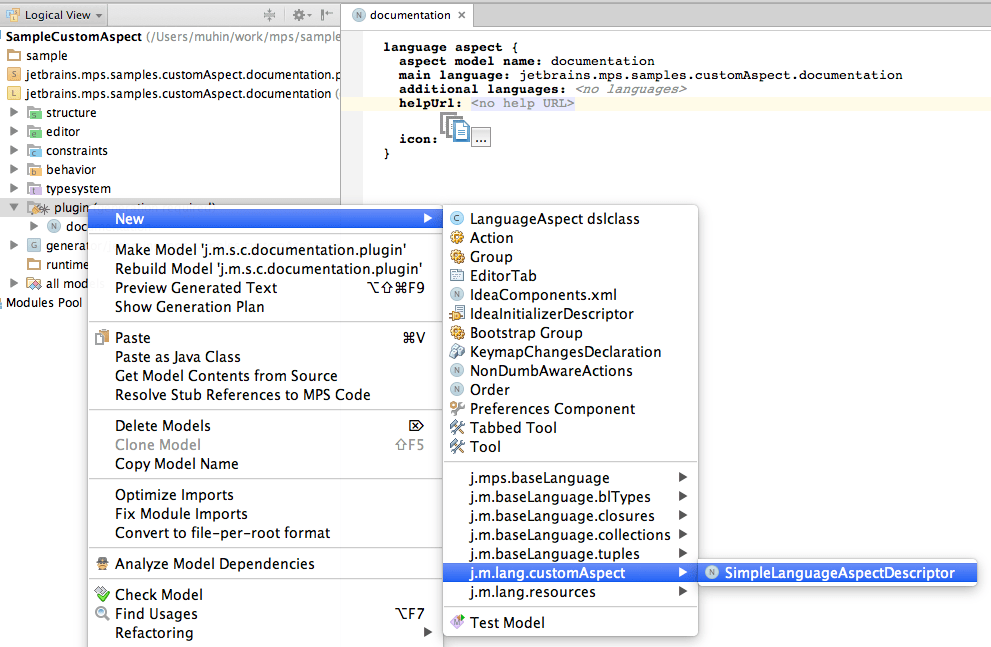 Logical View
documentation
SampleCustomAspect (/Users/muhin/work/mps/sample
sample
jetbrains.mps.samples.customAspect.documentation.p
jetbrains.mps.samples.customAspect.documentation (
structure
editor
constraints
behavior
typesystem
plugin
doc
generat
runtime
all mod
Modules Pool
language aspect {
aspect model name: documentation
main language: jetbrains.mps.samples.customAspect.documentation
additional languages: <no languages>
helpUrl: <no help URL>
icon: ...
}
New
Make Model 'j.m.s.c.documentation.plugin'
Rebuild Model 'j.m.s.c.documentation.plugin'
Preview Generated Text ⌥⇧⌘F9
Show Generation Plan
Paste ⌘V
Paste as Java Class
Get Model Contents from Source
Resolve Stub References to MPS Code
Delete Models ⌦
Clone Model ⇧F5
Copy Model Name
Optimize Imports
Fix Module Imports
Convert to file-per-root format
Analyze Model Dependencies
Check Model
Find Usages ⌥F7
Refactoring
LanguageAspect dslclass
Action
Group
EditorTab
IdeaComponents.xml
IdeaInitializerDescriptor
Bootstrap Group
KeymapChangesDeclaration
NonDumbAwareActions
Order
Preferences Component
Tabbed Tool
Tool
j.mps.baseLanguage
j.m.baseLanguage.blTypes
j.m.baseLanguage.closures
j.m.baseLanguage.collections
j.m.baseLanguage.tuples
j.m.lang.customAspect
j.m.lang.resources
Test Model
SimpleLanguageAspectDescriptor